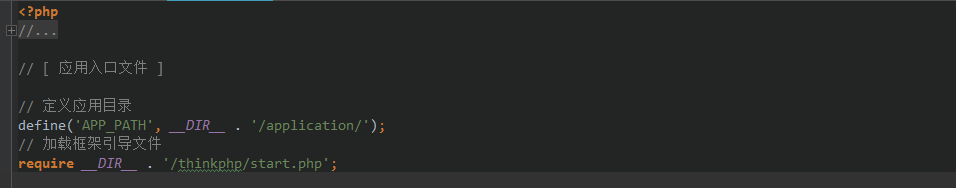 <?php
//...
// [ 应用入口文件 ]
// 定义应用目录
define('APP_PATH', __DIR__ . '/application/');
// 加载框架引导文件
require __DIR__ . '/thinkphp/start.php';